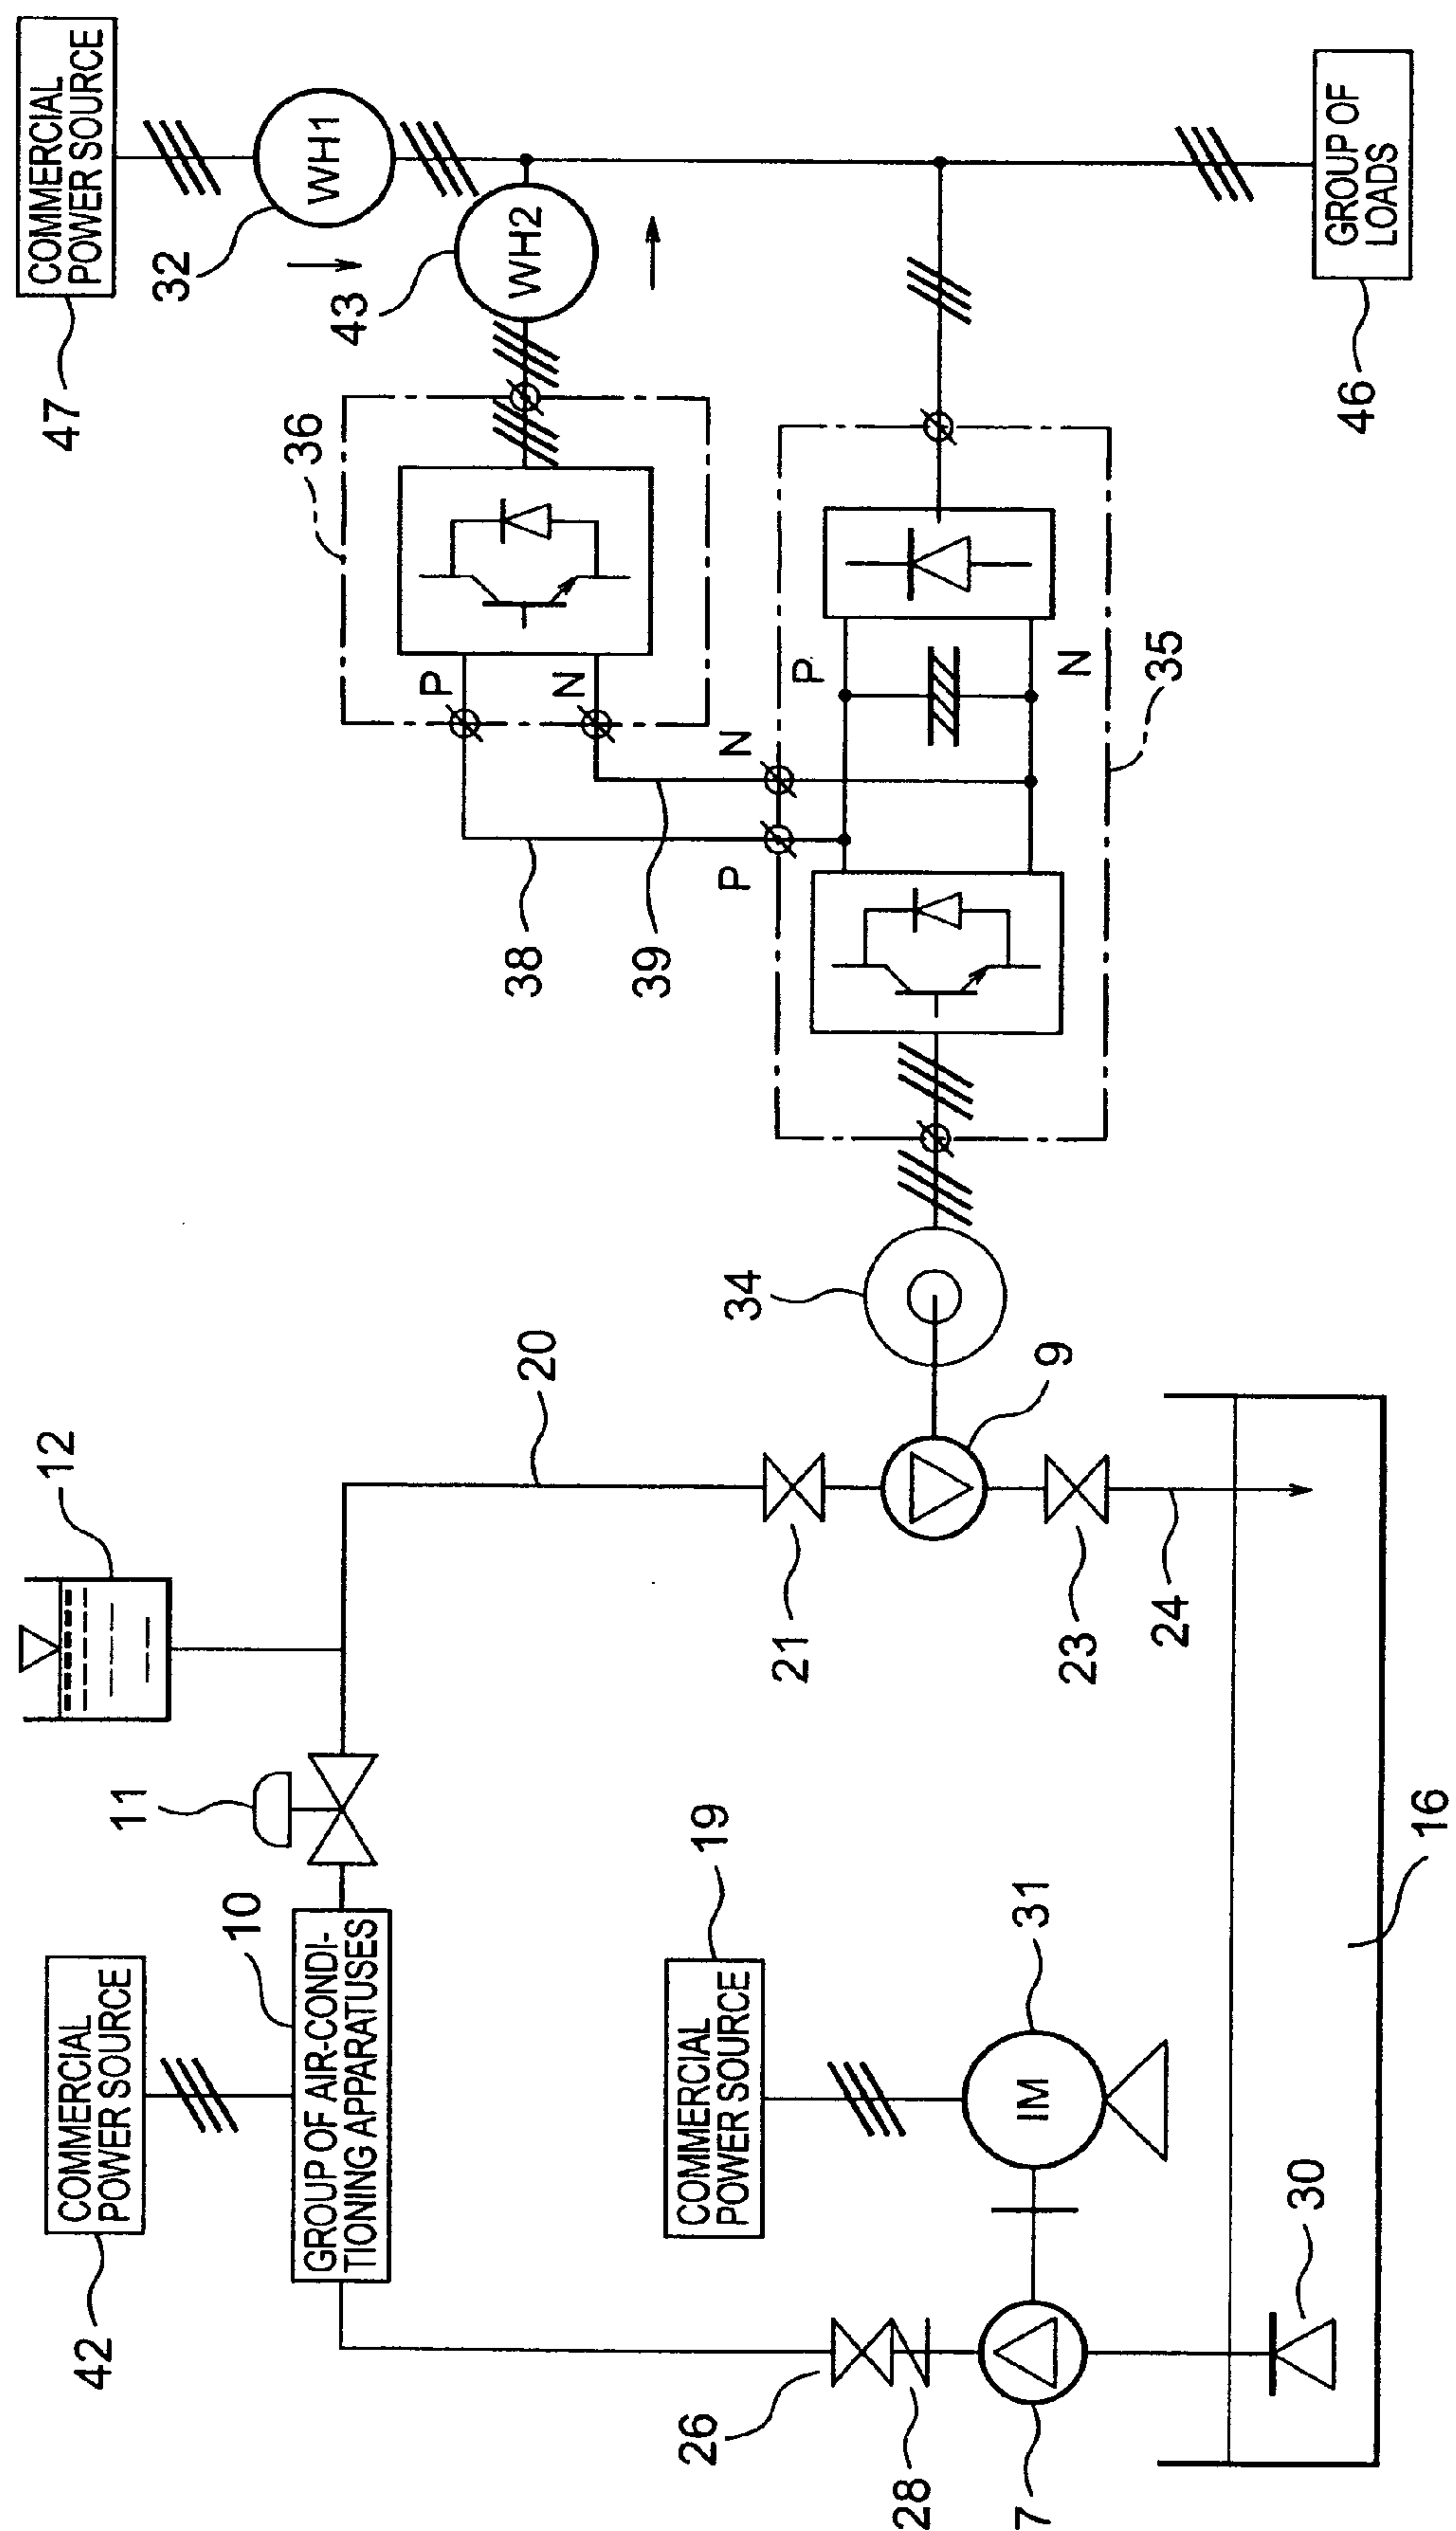 COMMERCIAL
POWER SOURCE
42
10
GROUP OF AIR-CONDI-
TIONING APPARATUSES
11
12
20
26
28
7
COMMERCIAL
POWER SOURCE
19
IM
31
30
16
21
23
24
9
34
38
39
P
N
36
P
N
P
N
35
COMMERCIAL
POWER SOURCE
47
32
WH1
43
WH2
GROUP OF
LOADS
46